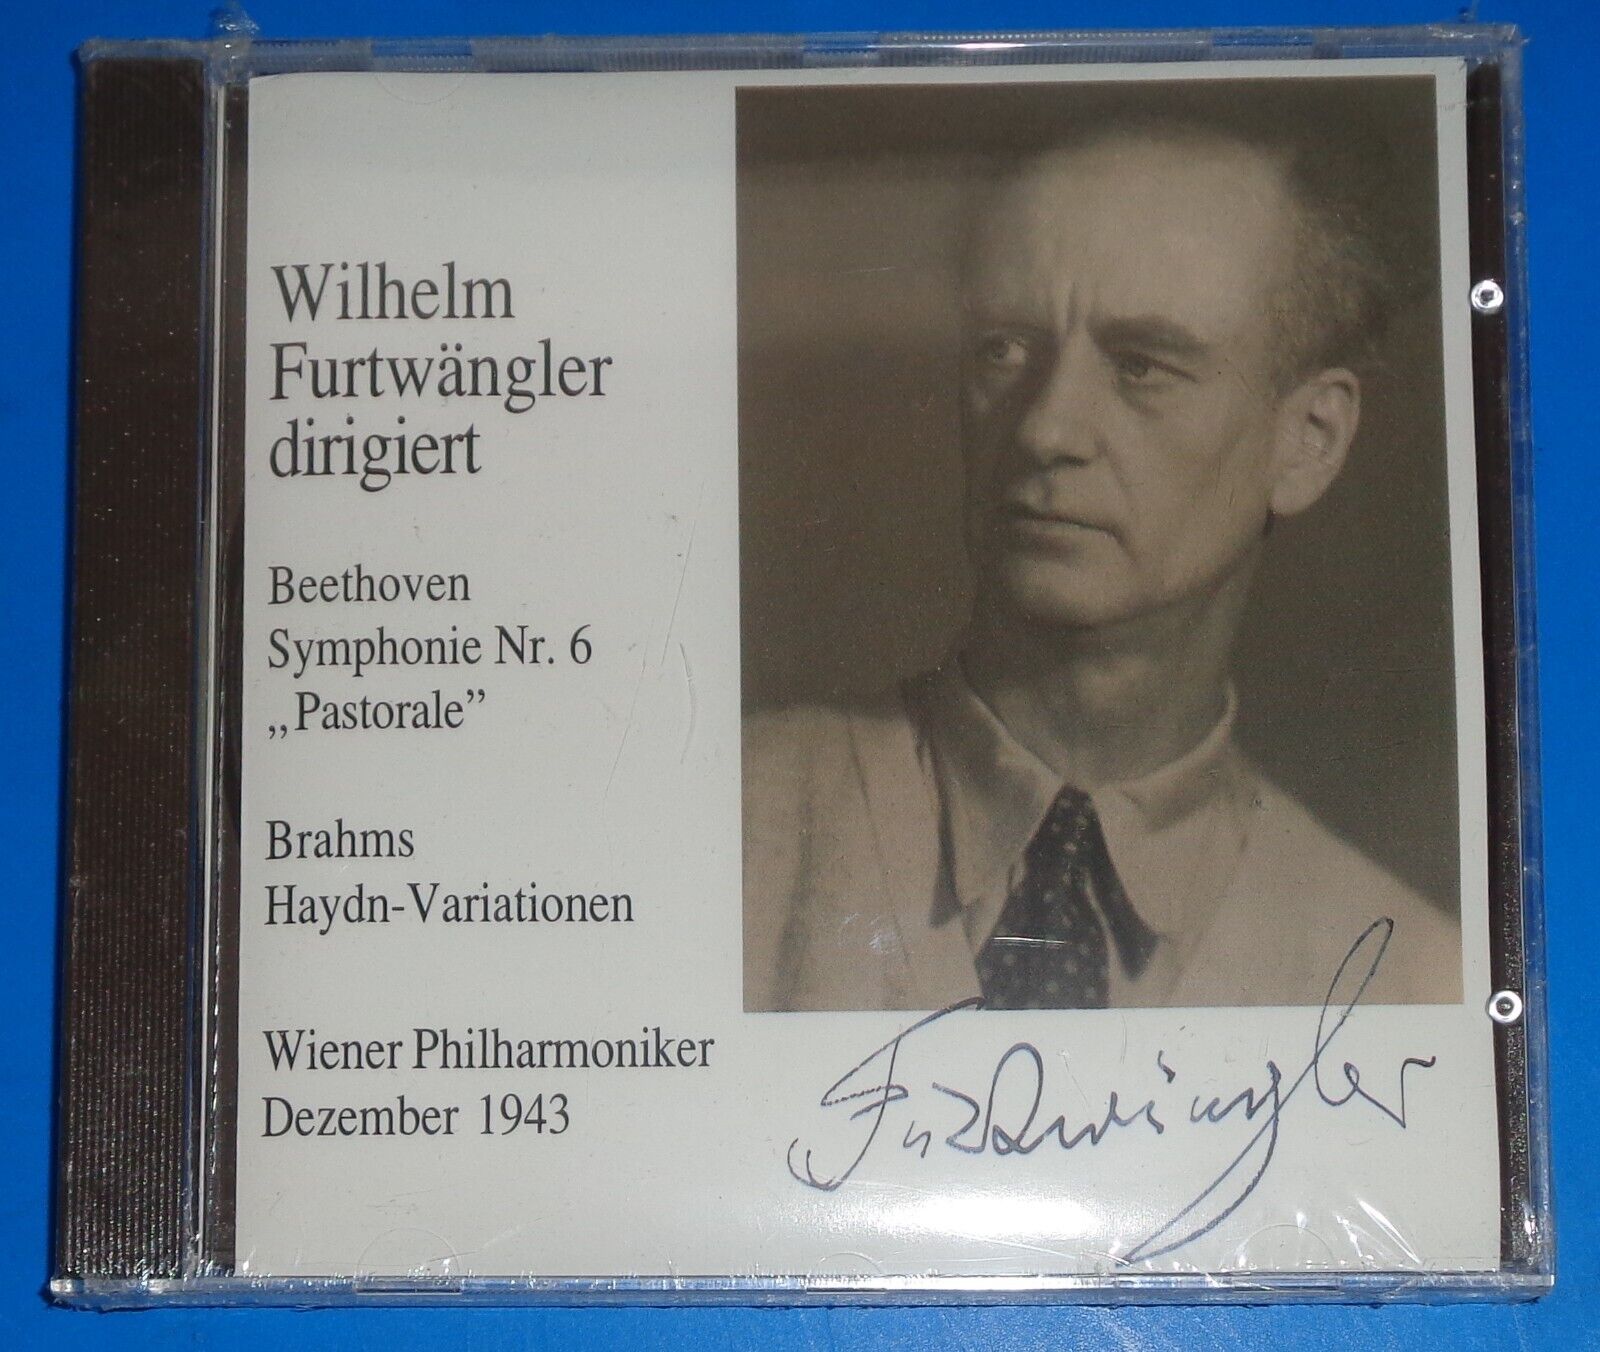 Wilhelm
Furtwängler
dirigiert
Beethoven
Symphonie Nr. 6
„Pastorale”
Brahms
Haydn-Variationen
Wiener Philharmoniker
Dezember 1943
Furtwängler